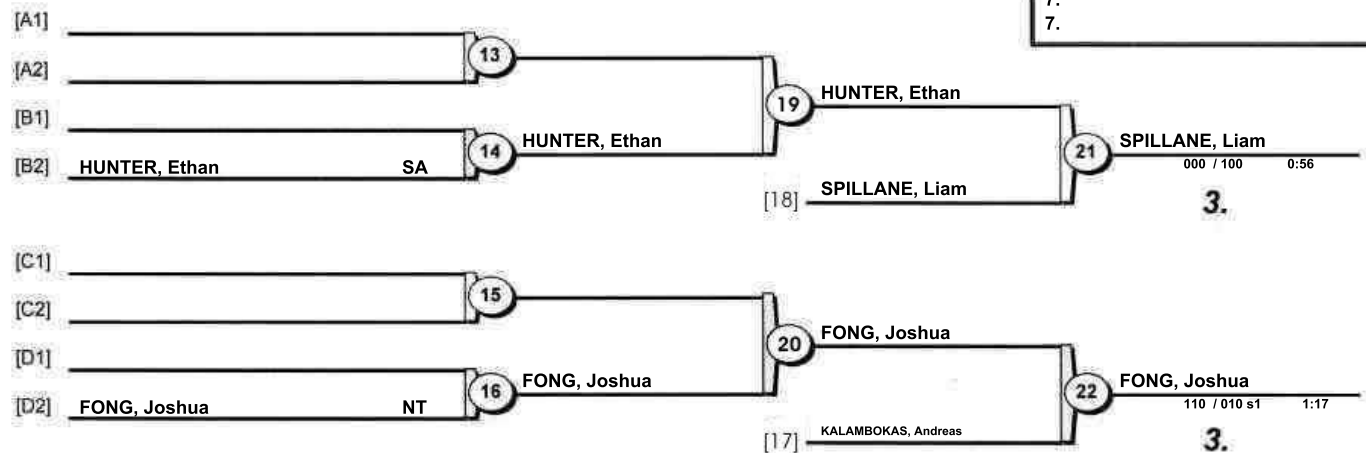 7.
7.
[A1]
13
[A2]
19 HUNTER, Ethan
[B1]
14 HUNTER, Ethan
21 SPILLANE, Liam
000 / 100 0:56
[B2] HUNTER, Ethan SA
[18] SPILLANE, Liam
3.
[C1]
15
[C2]
20 FONG, Joshua
[D1]
16 FONG, Joshua
22 FONG, Joshua
110 / 010 s1 1:17
[D2] FONG, Joshua NT
[17] KALAMBOKAS, Andreas
3.